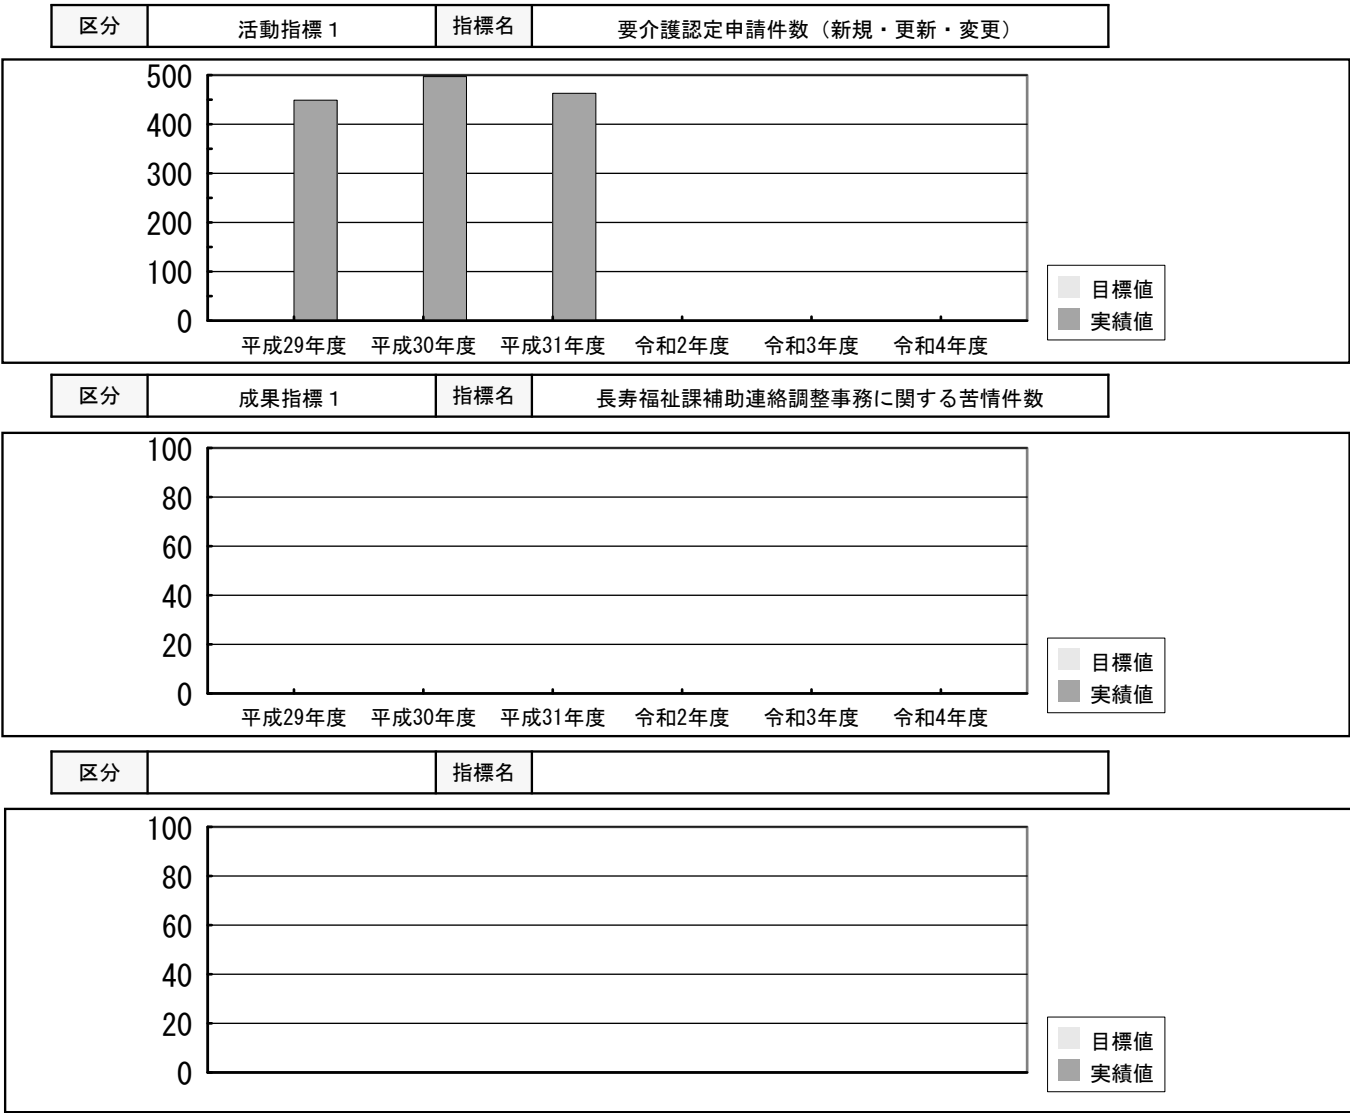 区分 活動指標１ 指標名 要介護認定申請件数（新規・更新・変更）
500
400
300
200
100
0
平成29年度 平成30年度 平成31年度 令和2年度 令和3年度 令和4年度
目標値
実績値
区分 成果指標１ 指標名 長寿福祉課補助連絡調整事務に関する苦情件数
100
80
60
40
20
0
平成29年度 平成30年度 平成31年度 令和2年度 令和3年度 令和4年度
目標値
実績値
区分 指標名
100
80
60
40
20
0
目標値
実績値